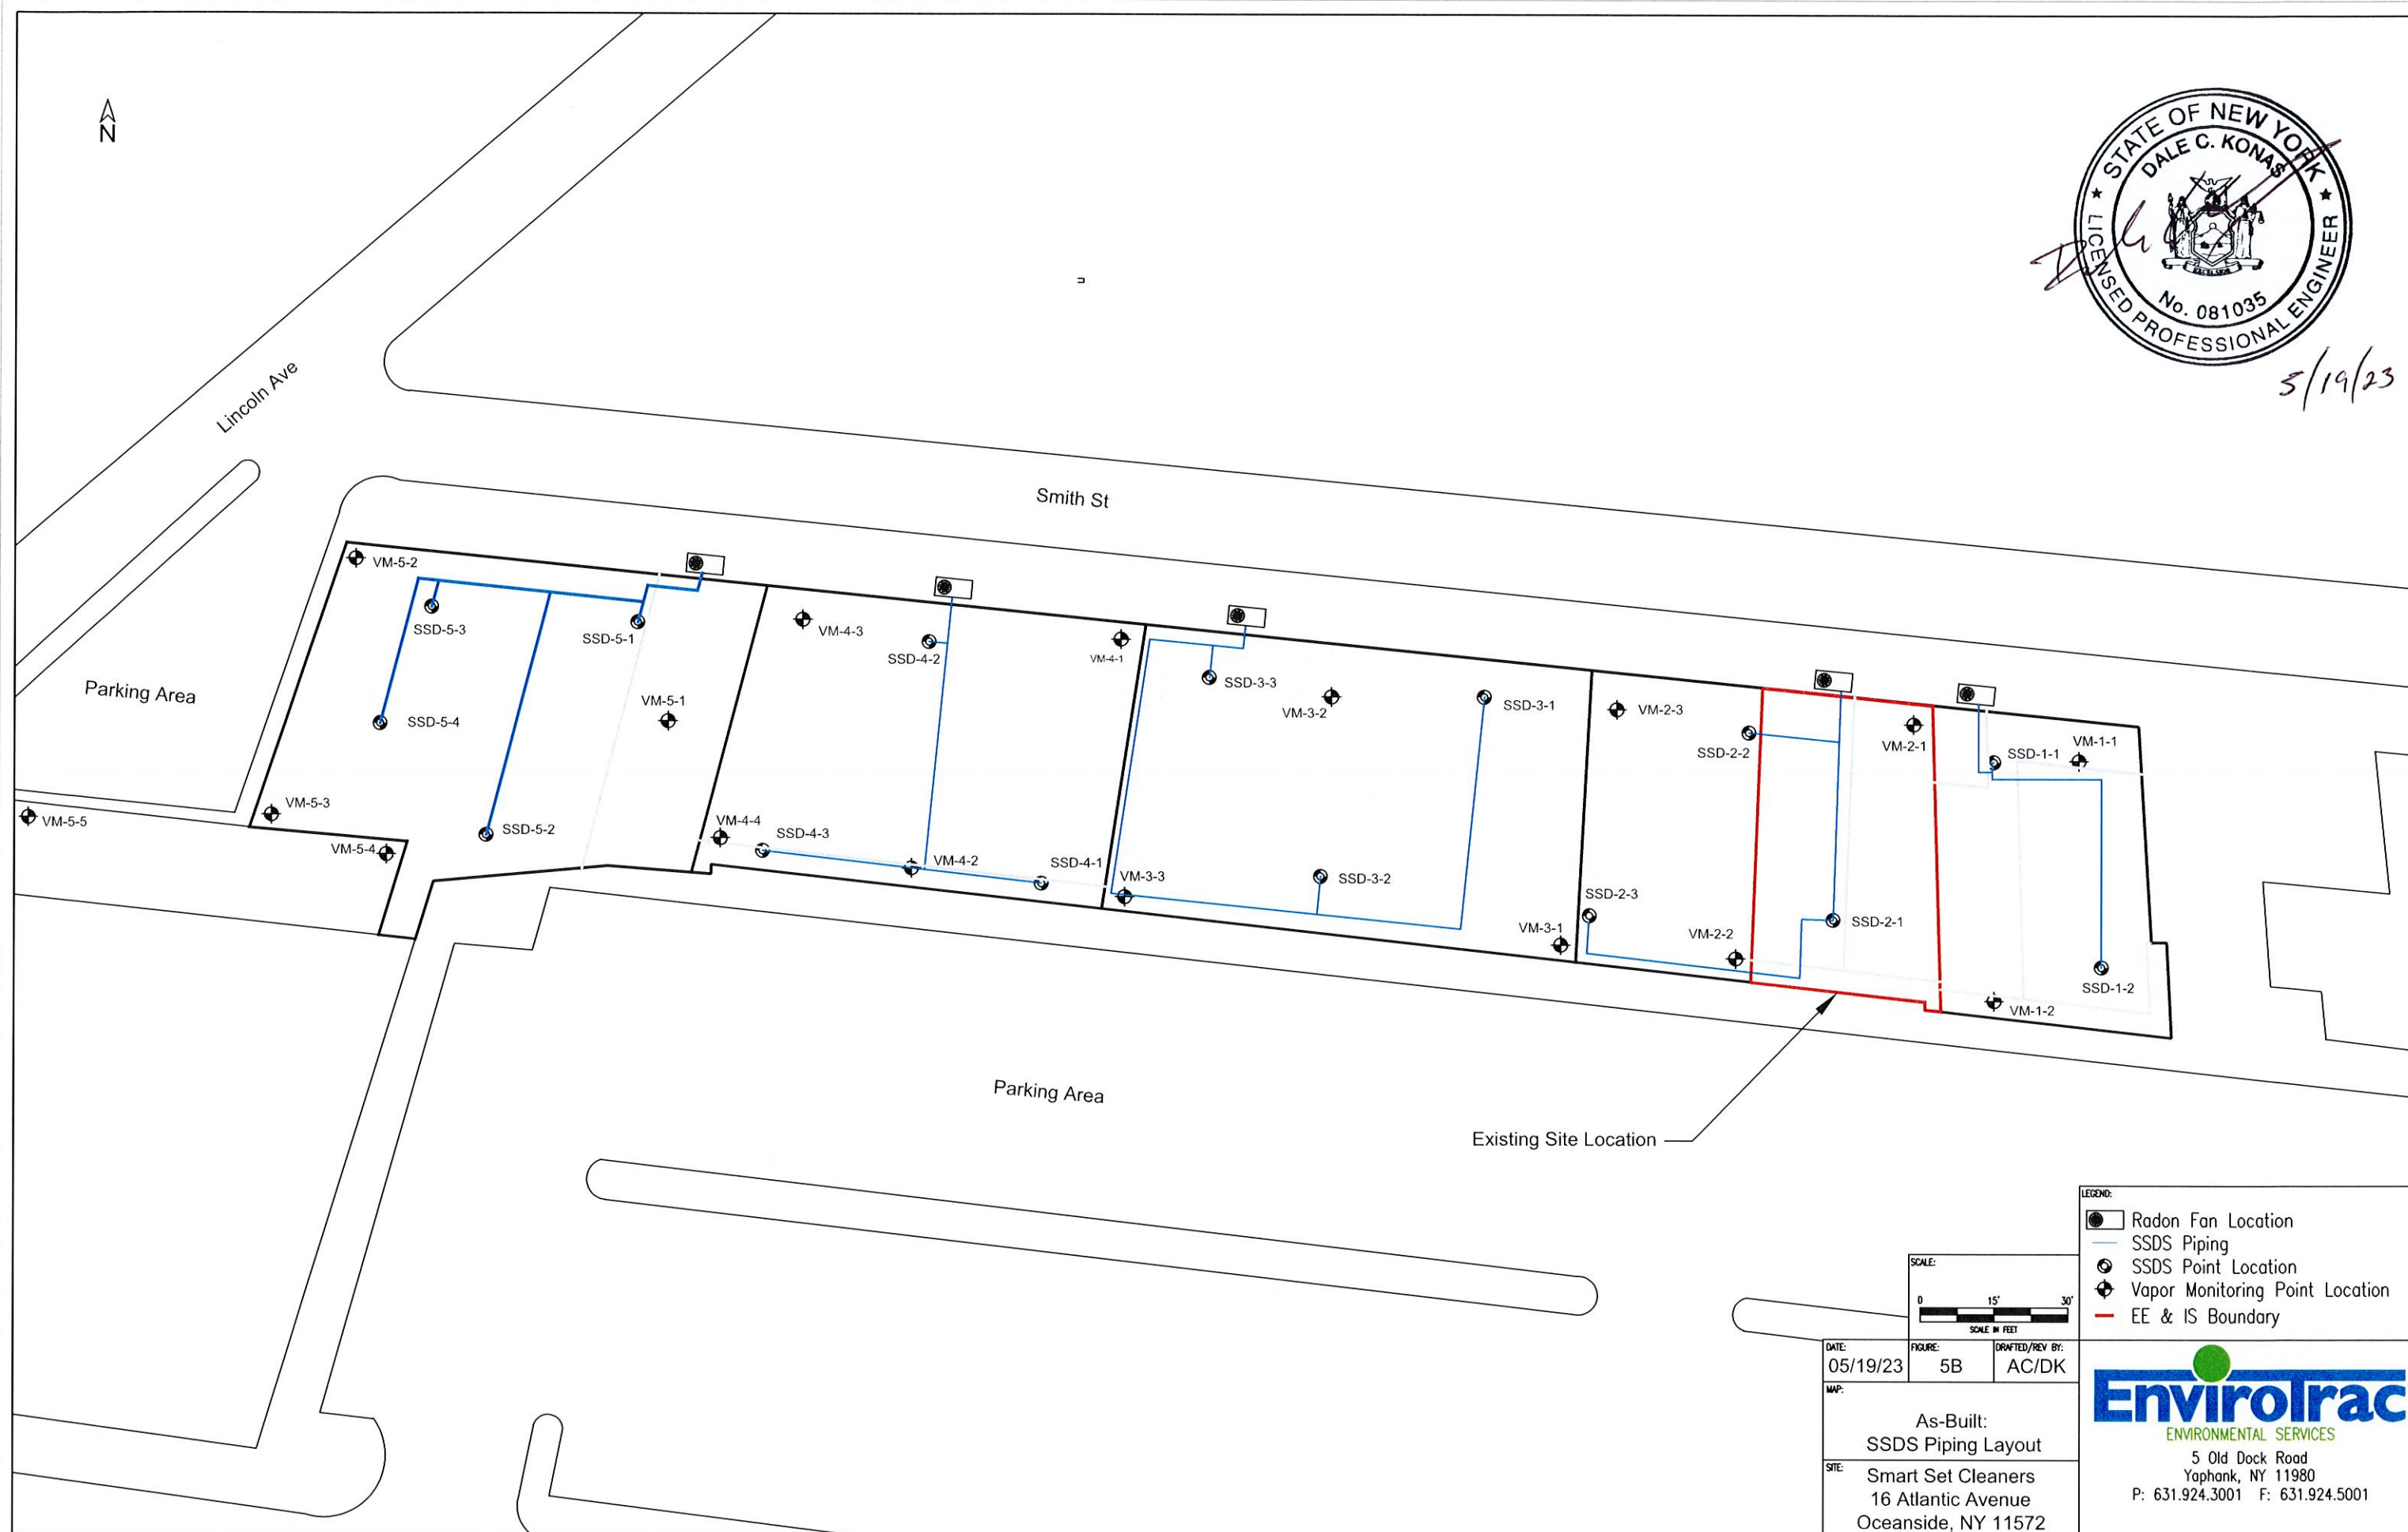 N
STATE OF NEW YORK
DALE C. KONAS
No. 081035
LICENSED PROFESSIONAL ENGINEER
5/19/23
Lincoln Ave
Smith St
VM-5-2
SSD-5-3
SSD-5-1
VM-4-3
SSD-4-2
VM-4-1
SSD-3-3
VM-3-2
SSD-3-1
VM-2-3
SSD-2-2
VM-2-1
SSD-1-1
VM-1-1
Parking Area
SSD-5-4
VM-5-1
VM-5-3
VM-5-5
VM-5-4
SSD-5-2
VM-4-4
SSD-4-3
VM-4-2
SSD-4-1
VM-3-3
SSD-3-2
SSD-2-3
VM-3-1
VM-2-2
SSD-2-1
SSD-1-2
VM-1-2
Parking Area
Existing Site Location
LEGEND:
Radon Fan Location
SSDS Piping
SSDS Point Location
Vapor Monitoring Point Location
EE & IS Boundary
SCALE:
0 15' 30'
SCALE IN FEET
DATE: FIGURE: DRAFTED/REV BY:
05/19/23 5B AC/DK
MAP:
As-Built:
SSDS Piping Layout
SITE:
Smart Set Cleaners
16 Atlantic Avenue
Oceanside, NY 11572
EnviroTrac
ENVIRONMENTAL SERVICES
5 Old Dock Road
Yaphank, NY 11980
P: 631.924.3001 F: 631.924.5001